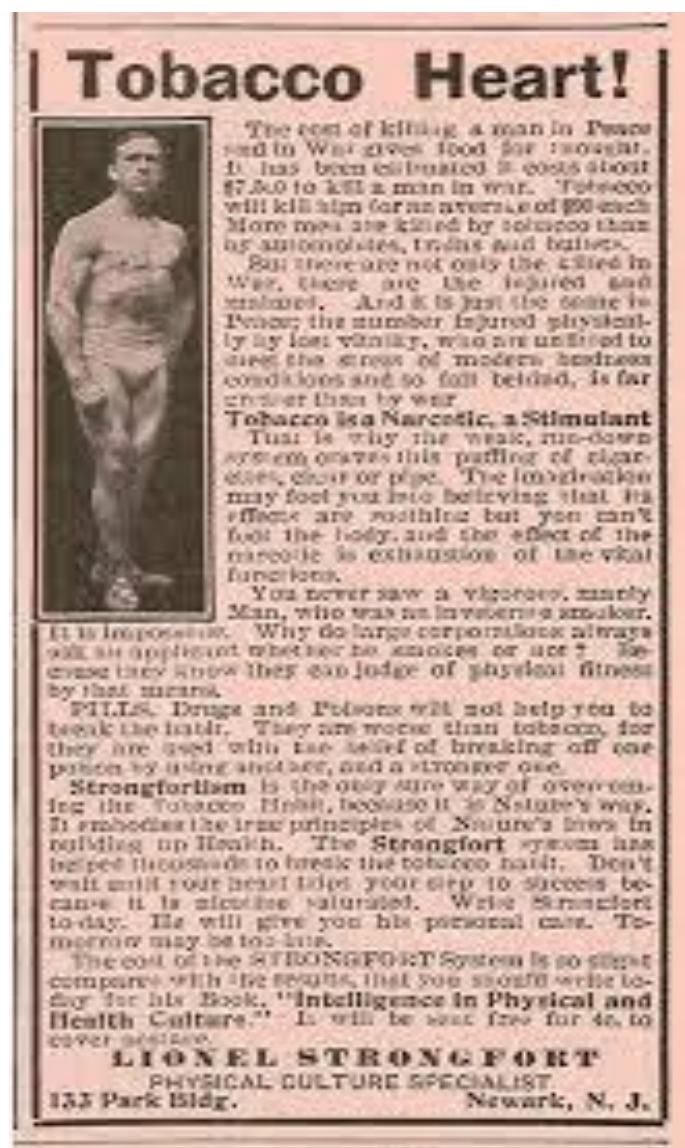 Tobacco Heart!
The cost of killing a man in Peace
and in War gives food for thought.
It has been estimated it costs about
to kill a man in war. Tobacco
will kill him for an average of $90 each
More men are killed by tobacco than
by automobiles, trains and bullets.
But there are not only the killed in
War, there are the injured and
maimed. And it is just the same in
Peace; the number injured physical-
ly by lost vitality, who are unfitted to
meet the stress of modern business
conditions and so fall behind, is far
greater than by war
Tobacco is a Narcotic, a Stimulant
That is why the weak, run-down
system craves this puffing of cigar-
ettes, cigar or pipe. The imagination
may fool you into believing that its
effects are soothing but you can't
fool the body, and the effect of the
narcotic is exhaustion of the vital
functions.
You never saw a vigorous, manly
Man, who was an inveterate smoker.
It is impossible. Why do large corporations always
ask an applicant whether he smokes or not? Be-
cause they know they can judge of physical fitness
by that means.
PILLS, Drugs and Poisons will not help you to
break the habit. They are worse than tobacco, for
they are used with the belief of breaking off one
poison by using another, and a stronger one.
Strongfortism is the only sure way of overcom-
ing the Tobacco Habit, because it is Nature's way.
It embodies the true principles of Nature's laws in
building up Health. The Strongfort system has
helped thousands to break the tobacco habit. Don't
wait until your heart trips your step to success be-
cause it is nicotine saturated. Write Strongfort
to-day. He will give you his personal care. To-
morrow may be too late.
The cost of the STRONGFORT System is so slight
compared with the results, that you should write to-
day for his Book, "Intelligence in Physical and
Health Culture." It will be sent free for 4c. to
cover postage.
LIONEL STRONGFORT
PHYSICAL CULTURE SPECIALIST
133 Park Bldg. Newark, N. J.